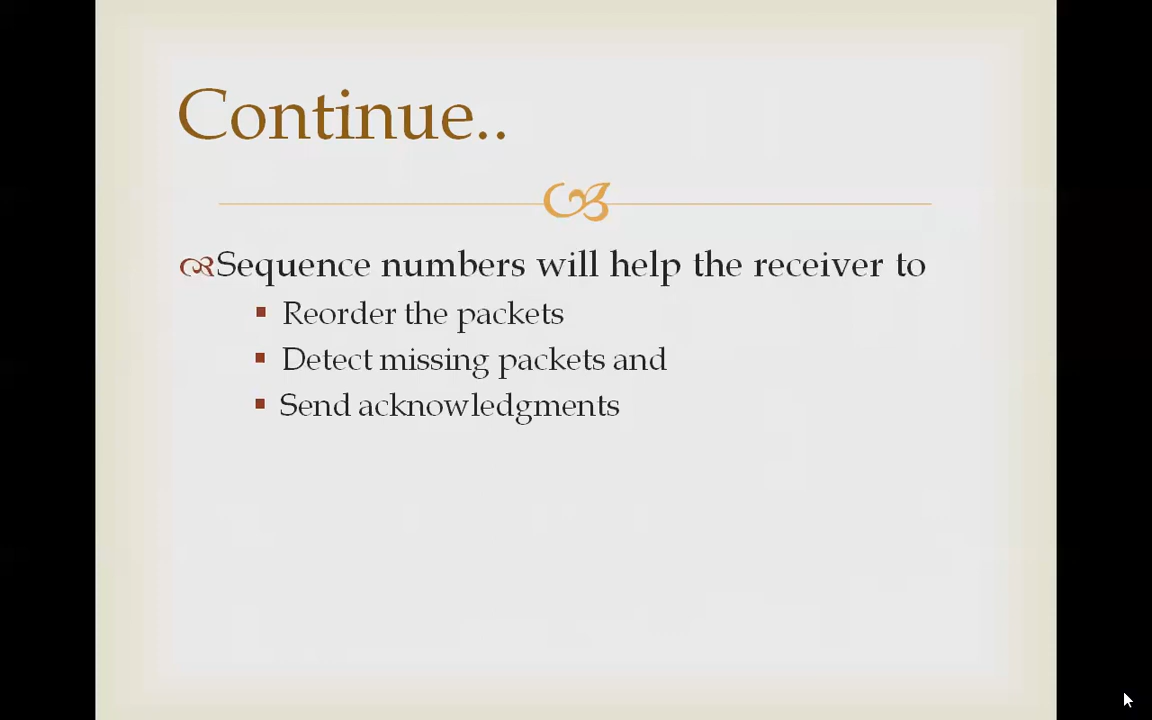 Continue..
Sequence numbers will help the receiver to
Reorder the packets
Detect missing packets and
Send acknowledgments